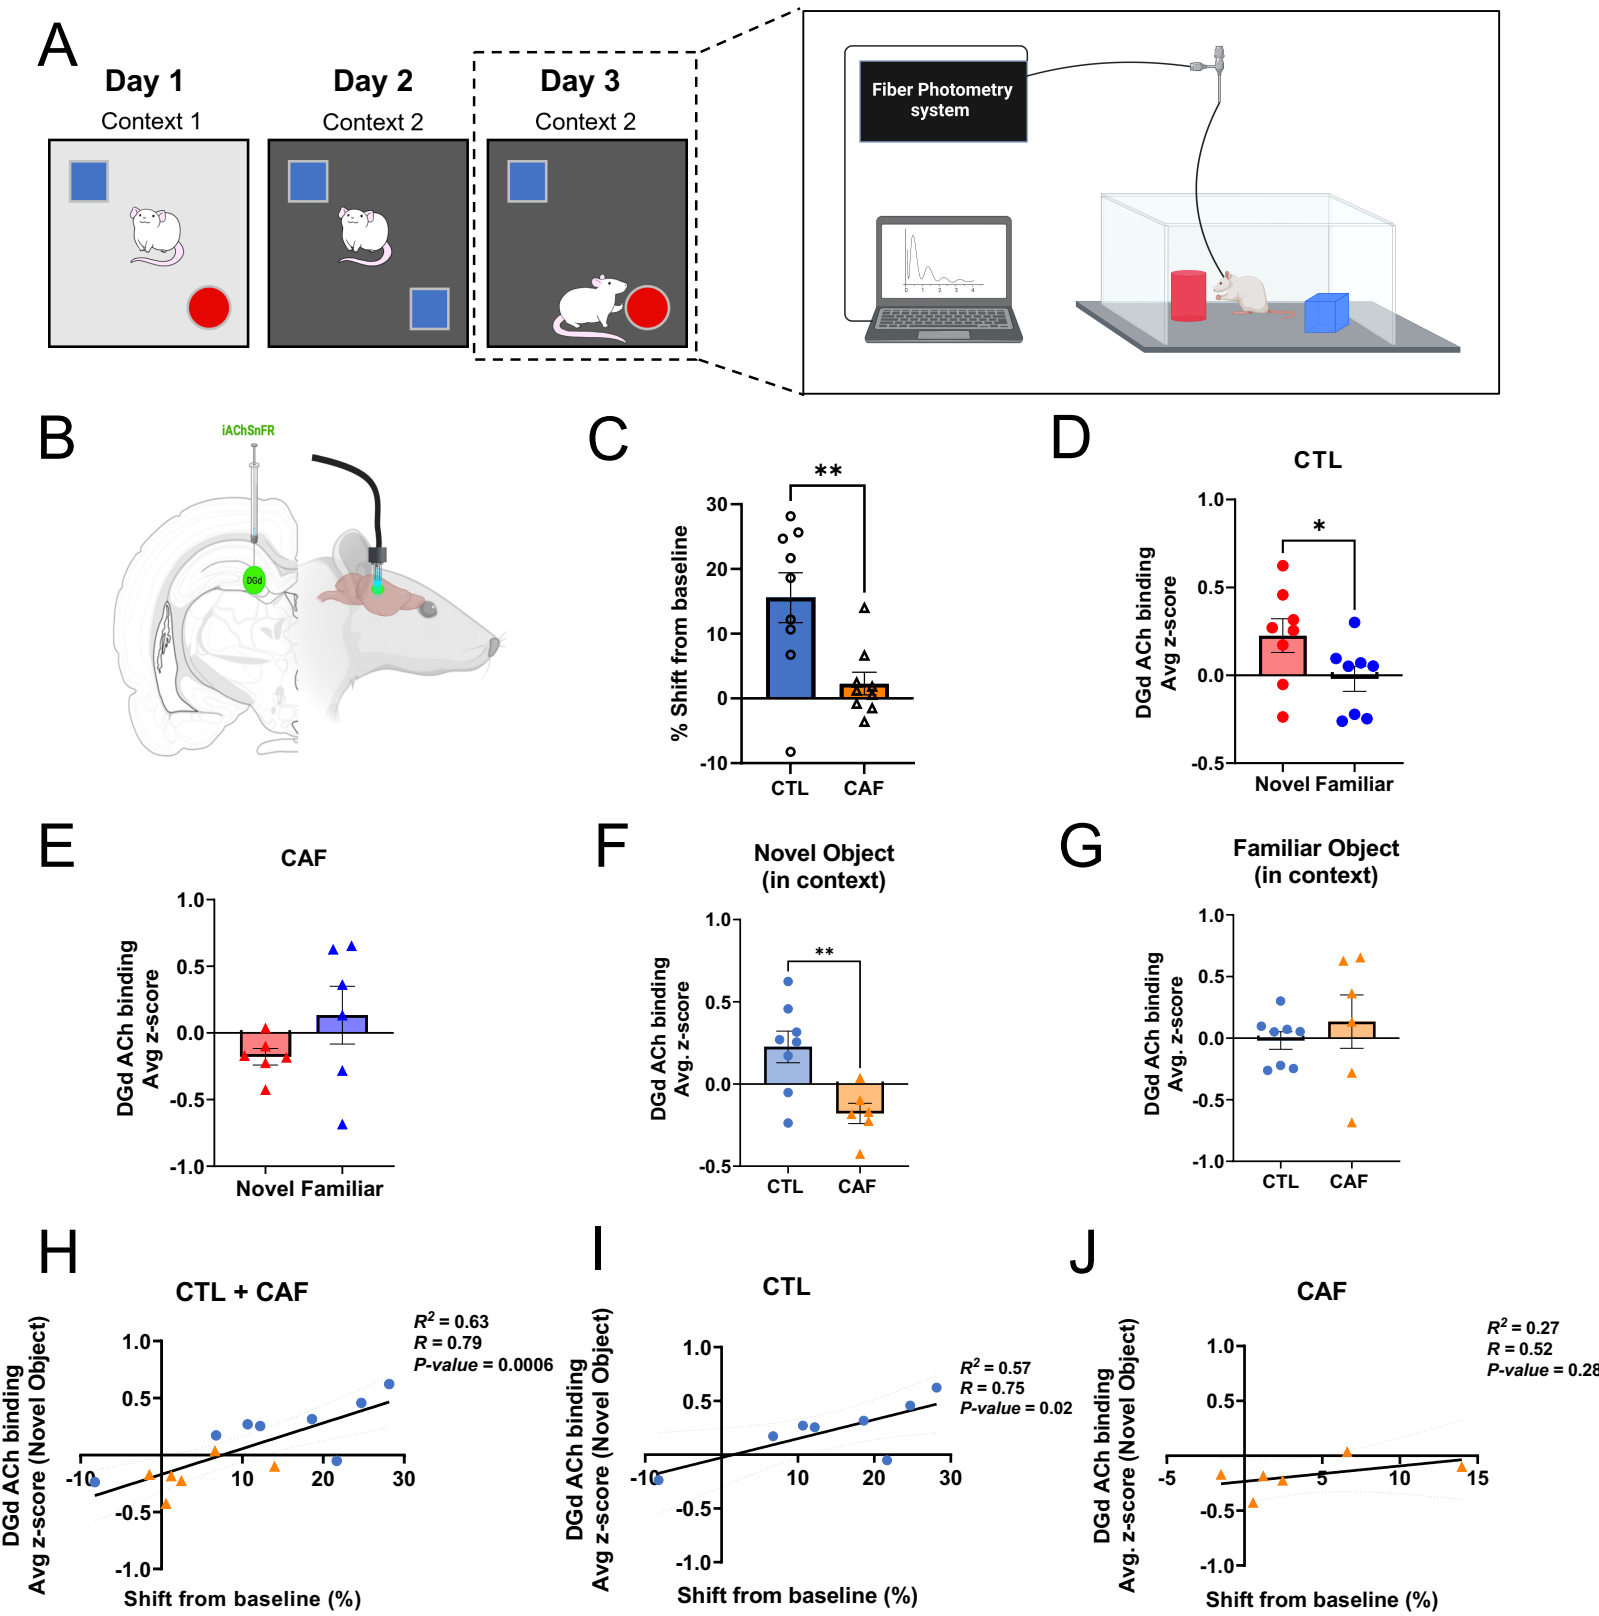 A
Day 1
Context 1
Day 2
Context 2
Day 3
Context 2
Fiber Photometry
system
0 1 2 3 4
B
iAChSnFR
DGd
C
**
% Shift from baseline
30
20
10
0
-10
CTL CAF
D
CTL
*
DGd ACh binding
Avg z-score
1.0
0.5
0.0
-0.5
Novel Familiar
E
CAF
DGd ACh binding
Avg z-score
1.0
0.5
0.0
-0.5
-1.0
Novel Familiar
F
Novel Object
(in context)
**
DGd ACh binding
Avg. z-score
1.0
0.5
0.0
-0.5
CTL CAF
G
Familiar Object
(in context)
DGd ACh binding
Avg. z-score
1.0
0.5
0.0
-0.5
-1.0
CTL CAF
H
CTL + CAF
R2 = 0.63
R = 0.79
P-value = 0.0006
DGd ACh binding
Avg z-score (Novel Object)
1.0
0.5
-10 10 20 30
-0.5
-1.0
Shift from baseline (%)
I
CTL
R2 = 0.57
R = 0.75
P-value = 0.02
DGd ACh binding
Avg z-score (Novel Object)
1.0
0.5
-10 10 20 30
-0.5
-1.0
Shift from baseline (%)
J
CAF
R2 = 0.27
R = 0.52
P-value = 0.28
DGd ACh binding
Avg. z-score (Novel Object)
1.0
0.5
-5 5 10 15
-0.5
-1.0
Shift from baseline (%)